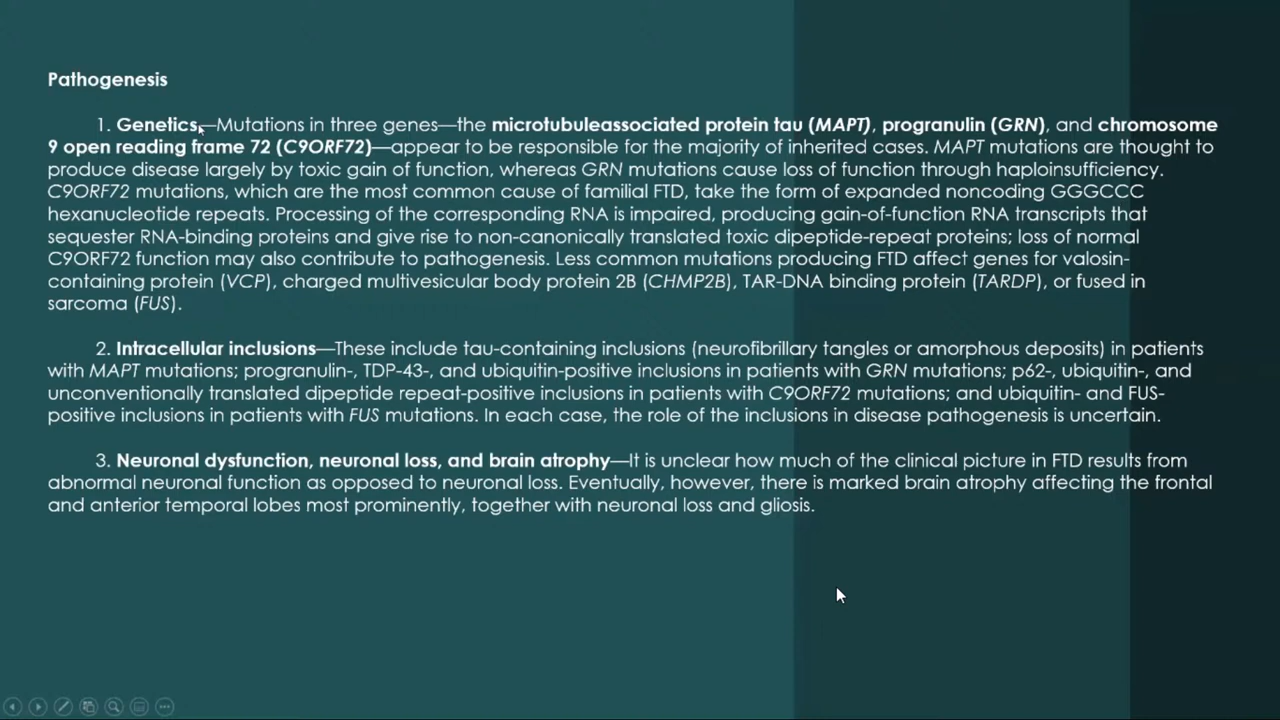 Pathogenesis
1. Genetics—Mutations in three genes—the microtubuleassociated protein tau (MAPT), progranulin (GRN), and chromosome
9 open reading frame 72 (C9ORF72)—appear to be responsible for the majority of inherited cases. MAPT mutations are thought to
produce disease largely by toxic gain of function, whereas GRN mutations cause loss of function through haploinsufficiency.
C9ORF72 mutations, which are the most common cause of familial FTD, take the form of expanded noncoding GGGCCC
hexanucleotide repeats. Processing of the corresponding RNA is impaired, producing gain-of-function RNA transcripts that
sequester RNA-binding proteins and give rise to non-canonically translated toxic dipeptide-repeat proteins; loss of normal
C9ORF72 function may also contribute to pathogenesis. Less common mutations producing FTD affect genes for valosin-
containing protein (VCP), charged multivesicular body protein 2B (CHMP2B), TAR-DNA binding protein (TARDP), or fused in
sarcoma (FUS).
2. Intracellular inclusions—These include tau-containing inclusions (neurofibrillary tangles or amorphous deposits) in patients
with MAPT mutations; progranulin-, TDP-43-, and ubiquitin-positive inclusions in patients with GRN mutations; p62-, ubiquitin-, and
unconventionally translated dipeptide repeat-positive inclusions in patients with C9ORF72 mutations; and ubiquitin- and FUS-
positive inclusions in patients with FUS mutations. In each case, the role of the inclusions in disease pathogenesis is uncertain.
3. Neuronal dysfunction, neuronal loss, and brain atrophy—It is unclear how much of the clinical picture in FTD results from
abnormal neuronal function as opposed to neuronal loss. Eventually, however, there is marked brain atrophy affecting the frontal
and anterior temporal lobes most prominently, together with neuronal loss and gliosis.